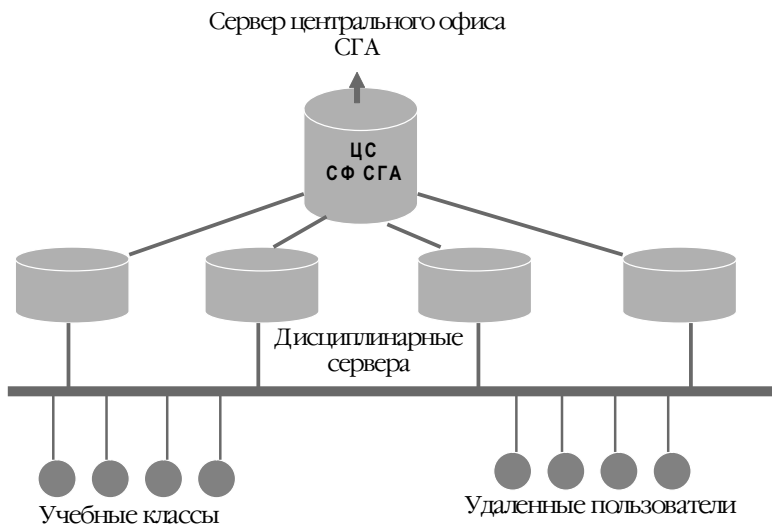 Сервер центрального офиса
СГА
ЦС
СФ СГА
Дисциплинарные
сервера
Учебные классы
Удаленные пользователи